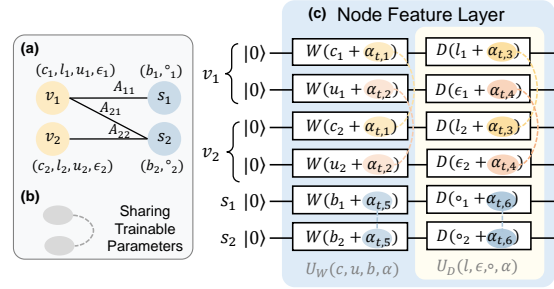 (a)
(c₁, l₁, u₁, ϵ₁) (b₁, ∘₁)
v₁ A₁₁ s₁
A₂₁
v₂ A₂₂ s₂
(c₂, l₂, u₂, ϵ₂) (b₂, ∘₂)
(b)
Sharing
Trainable
Parameters
(c) Node Feature Layer
v₁
|0⟩ W(c₁ + α_{t,1}) D(l₁ + α_{t,3})
|0⟩ W(u₁ + α_{t,2}) D(ϵ₁ + α_{t,4})
v₂
|0⟩ W(c₂ + α_{t,1}) D(l₂ + α_{t,3})
|0⟩ W(u₂ + α_{t,2}) D(ϵ₂ + α_{t,4})
s₁ |0⟩ W(b₁ + α_{t,5}) D(∘₁ + α_{t,6})
s₂ |0⟩ W(b₂ + α_{t,5}) D(∘₂ + α_{t,6})
U_W(c, u, b, α) U_D(l, ϵ, ∘, α)